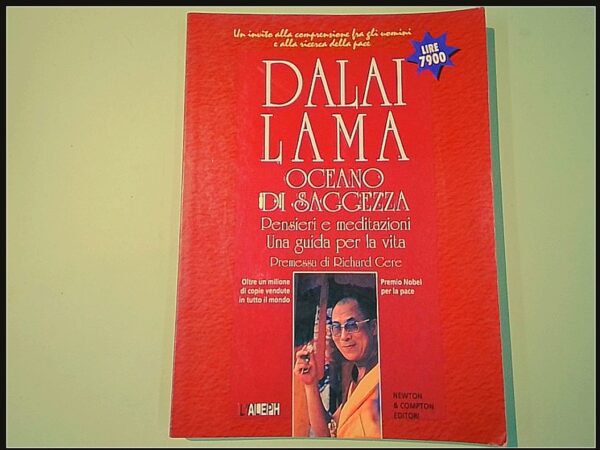 Un invito alla comprensione fra gli uomini
e alla ricerca della pace
LIRE
7900
DALAI
LAMA
OCEANO
DI SAGGEZZA
Pensieri e meditazioni
Una guida per la vita
Premessa di Richard Gere
Oltre un milione
di copie vendute
in tutto il mondo
Premio Nobel
per la pace
L'ALEPH
NEWTON
& COMPTON
EDITORI